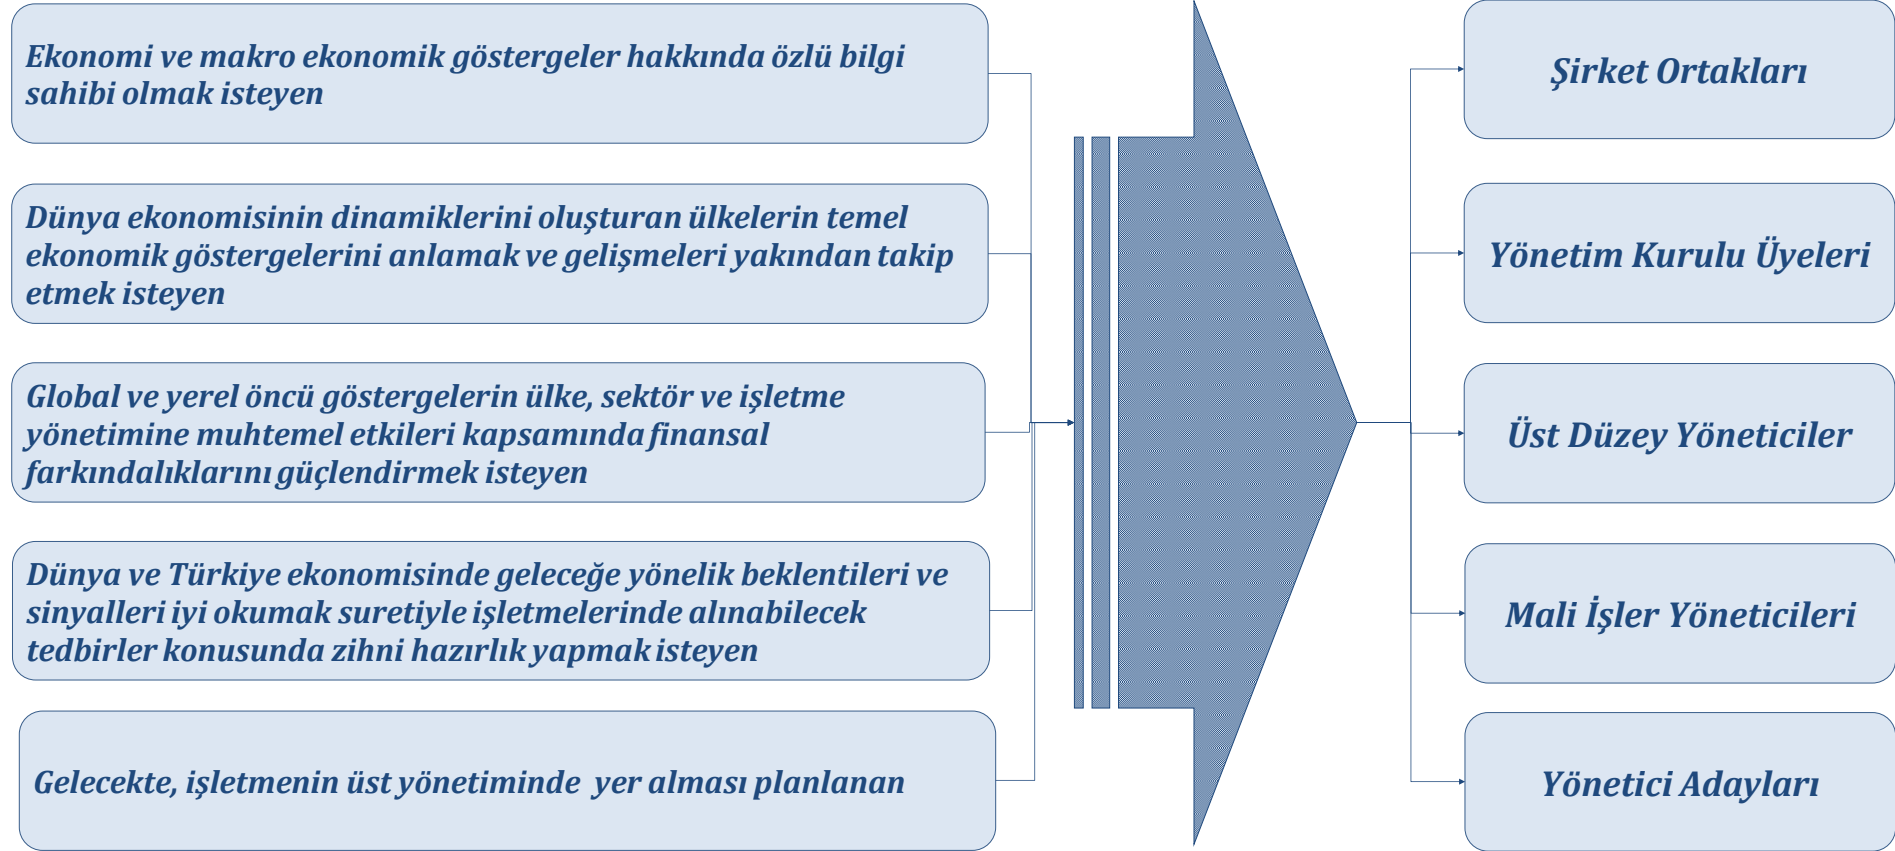 Ekonomi ve makro ekonomik göstergeler hakkında özlü bilgi
sahibi olmak isteyen
Dünya ekonomisinin dinamiklerini oluşturan ülkelerin temel
ekonomik göstergelerini anlamak ve gelişmeleri yakından takip
etmek isteyen
Global ve yerel öncü göstergelerin ülke, sektör ve işletme
yönetimine muhtemel etkileri kapsamında finansal
farkındalıklarını güçlendirmek isteyen
Dünya ve Türkiye ekonomisinde geleceğe yönelik beklentileri ve
sinyalleri iyi okumak suretiyle işletmelerinde alınabilecek
tedbirler konusunda zihni hazırlık yapmak isteyen
Gelecekte, işletmenin üst yönetiminde yer alması planlanan
Şirket Ortakları
Yönetim Kurulu Üyeleri
Üst Düzey Yöneticiler
Mali İşler Yöneticileri
Yönetici Adayları